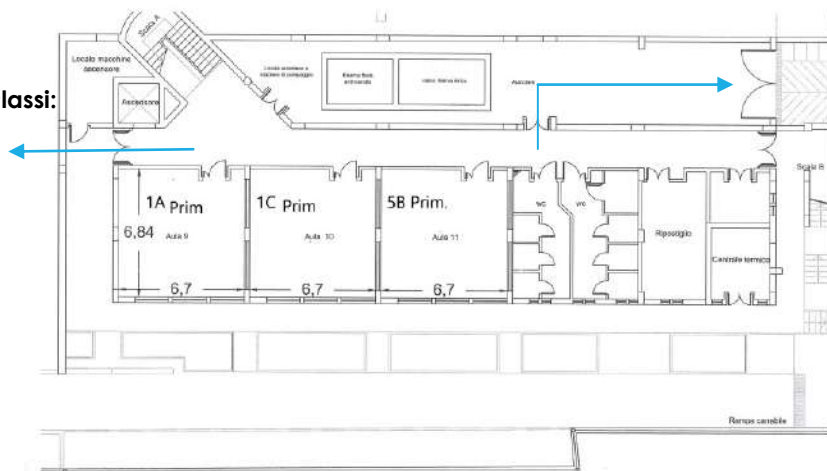 Scala A
Locale macchine
ascensore
Ascensore
lassi:
Scala B
1A Prim
6,84
Aula 9
6,7
1C Prim
Aula 10
6,7
5B Prim.
Aula 11
6,7
wc
wc
Ripostiglio
Centrale termica
Rampa carrabile